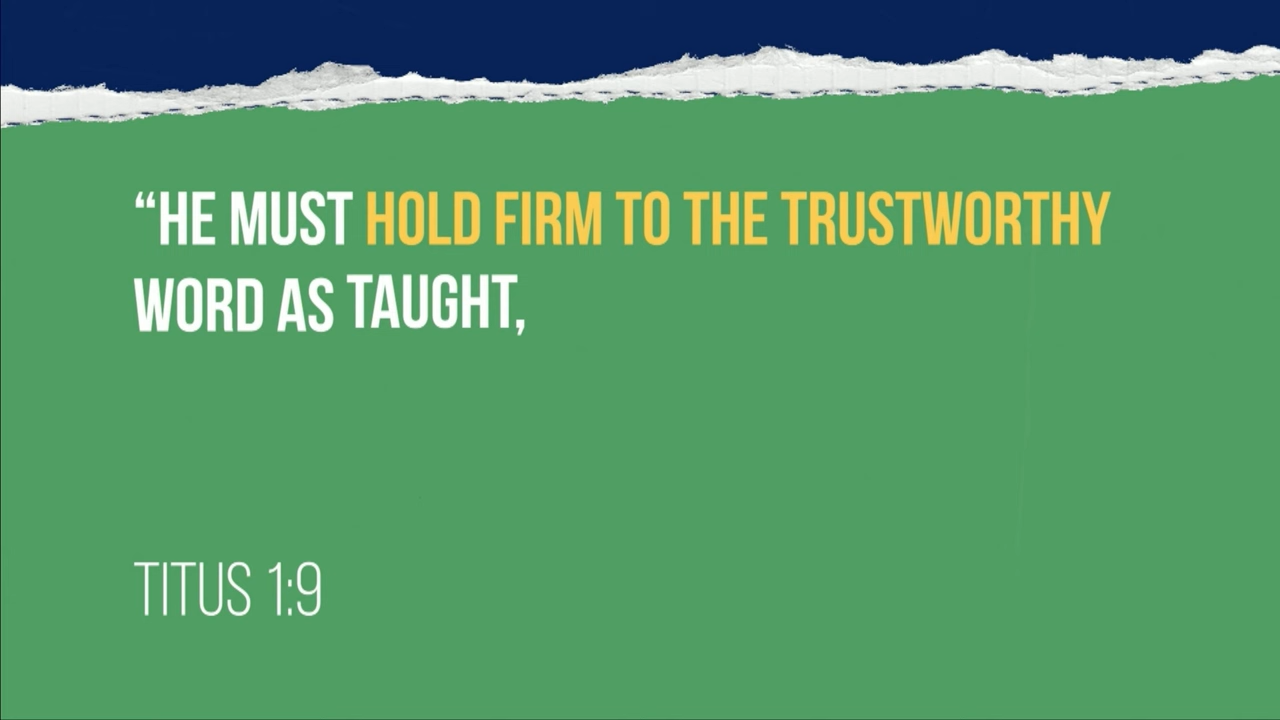 “HE MUST HOLD FIRM TO THE TRUSTWORTHY
WORD AS TAUGHT,
TITUS 1:9